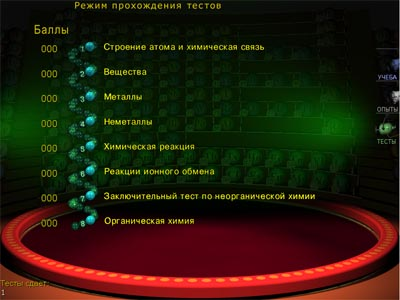 Режим прохождения тестов
Баллы
000 1 Строение атома и химическая связь
000 2 Вещества
000 3 Металлы
000 4 Неметаллы
000 5 Химическая реакция
000 6 Реакции ионного обмена
000 7 Заключительный тест по неорганической химии
000 8 Органическая химия
УЧЕБА
ОПЫТЫ
ТЕСТЫ
Тесты сдает:
1